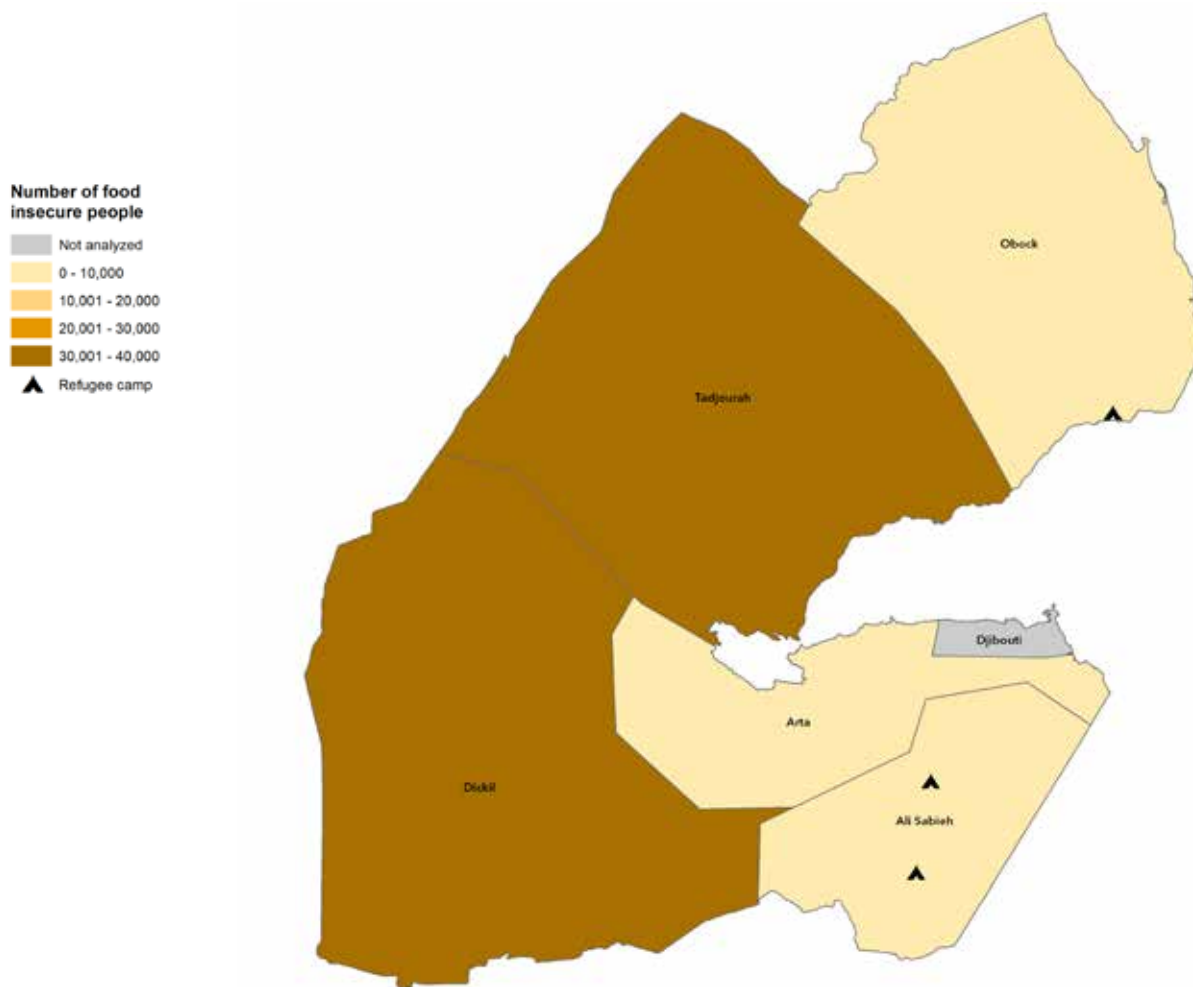 Number of food
insecure people
Not analyzed
0 - 10,000
10,001 - 20,000
20,001 - 30,000
30,001 - 40,000
Refugee camp
Obock
Tadjourah
Djibouti
Arta
Dickil
Ali Sabieh